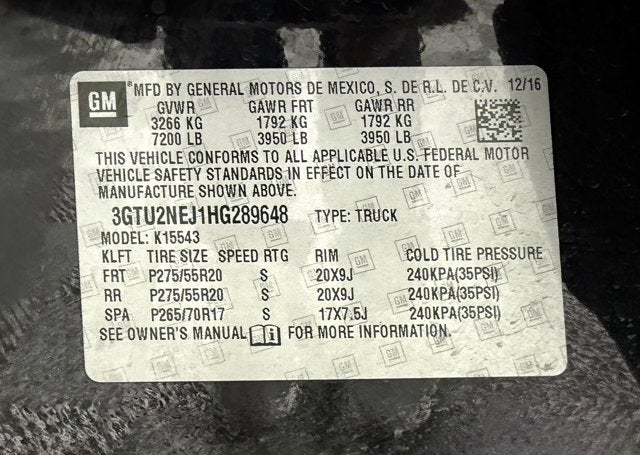 GM ® MFD BY GENERAL MOTORS DE MEXICO, S. DE R.L. DE C.V. 12/16
GVWR GAWR FRT GAWR RR
3266 KG 1792 KG 1792 KG
7200 LB 3950 LB 3950 LB
THIS VEHICLE CONFORMS TO ALL APPLICABLE U.S. FEDERAL MOTOR
VEHICLE SAFETY STANDARDS IN EFFECT ON THE DATE OF
MANUFACTURE SHOWN ABOVE.
3GTU2NEJ1HG289648 TYPE: TRUCK
MODEL: K15543
KLFT TIRE SIZE SPEED RTG RIM COLD TIRE PRESSURE
FRT P275/55R20 S 20X9J 240KPA(35PSI)
RR P275/55R20 S 20X9J 240KPA(35PSI)
SPA P265/70R17 S 17X7.5J 240KPA(35PSI)
SEE OWNER'S MANUAL FOR MORE INFORMATION.